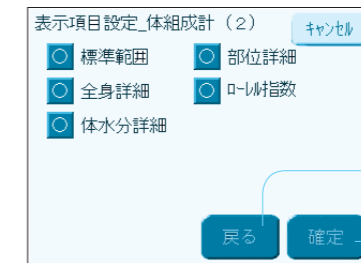 表示項目設定_体組成計（2） キャンセル
○ 標準範囲 ○ 部位詳細
○ 全身詳細 ○ ローレル指数
○ 体水分詳細
戻る 確定